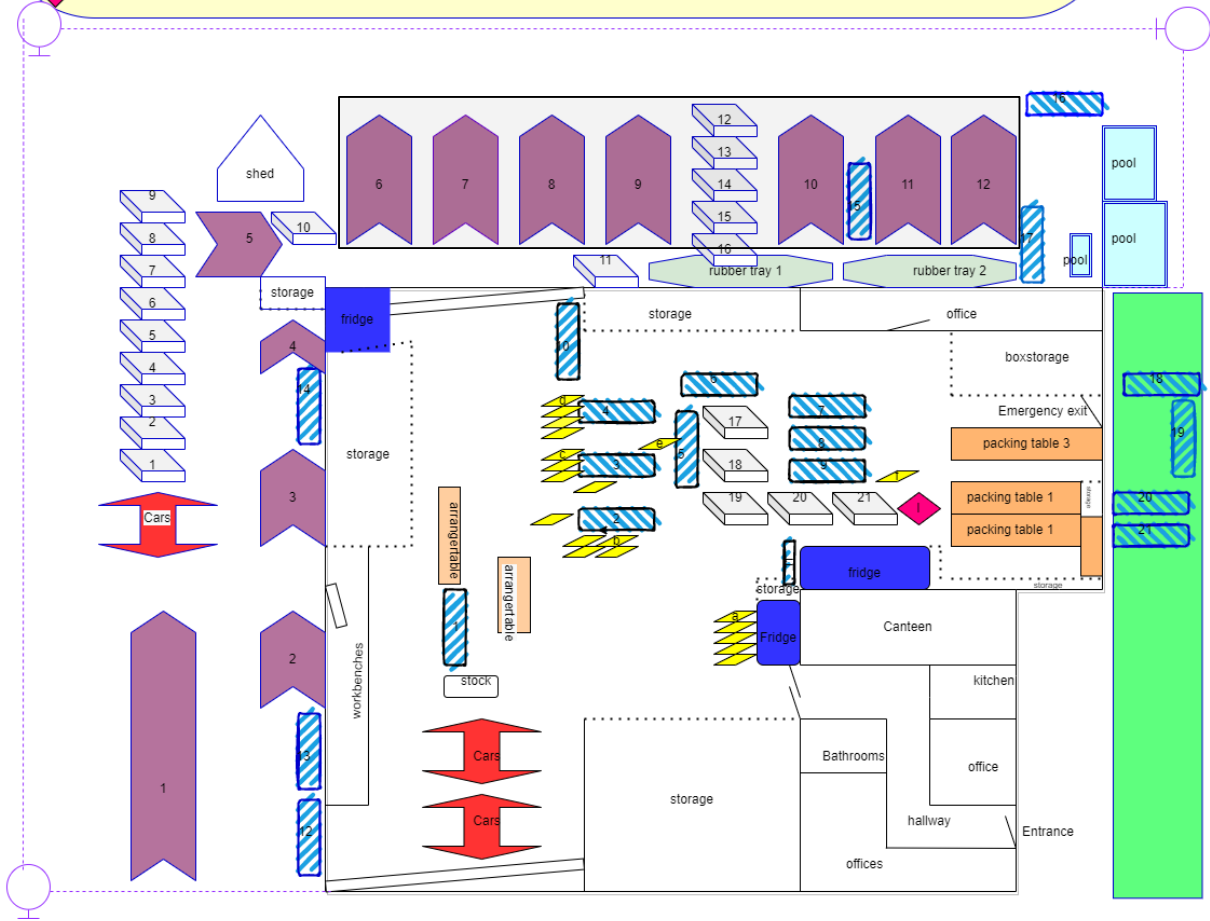 16
12
13
14
15
16
6
7
8
9
10
15
11
12
pool
pool
pool
17
shed
9
8
7
6
5
4
3
2
1
5
10
11
rubber tray 1
rubber tray 2
storage
fridge
storage
office
10
boxstorage
4
14
6
d
4
7
17
Emergency exit
18
19
e
5
8
packing table 3
storage
c
3
18
9
f
3
Cars
arrangertable
2
b
19
20
21
I
packing table 1
storage
packing table 1
20
21
arrangertable
storage
fridge
storage
1
a
Fridge
Canteen
workbenches
2
stock
kitchen
1
13
12
Cars
Cars
storage
Bathrooms
office
hallway
Entrance
offices